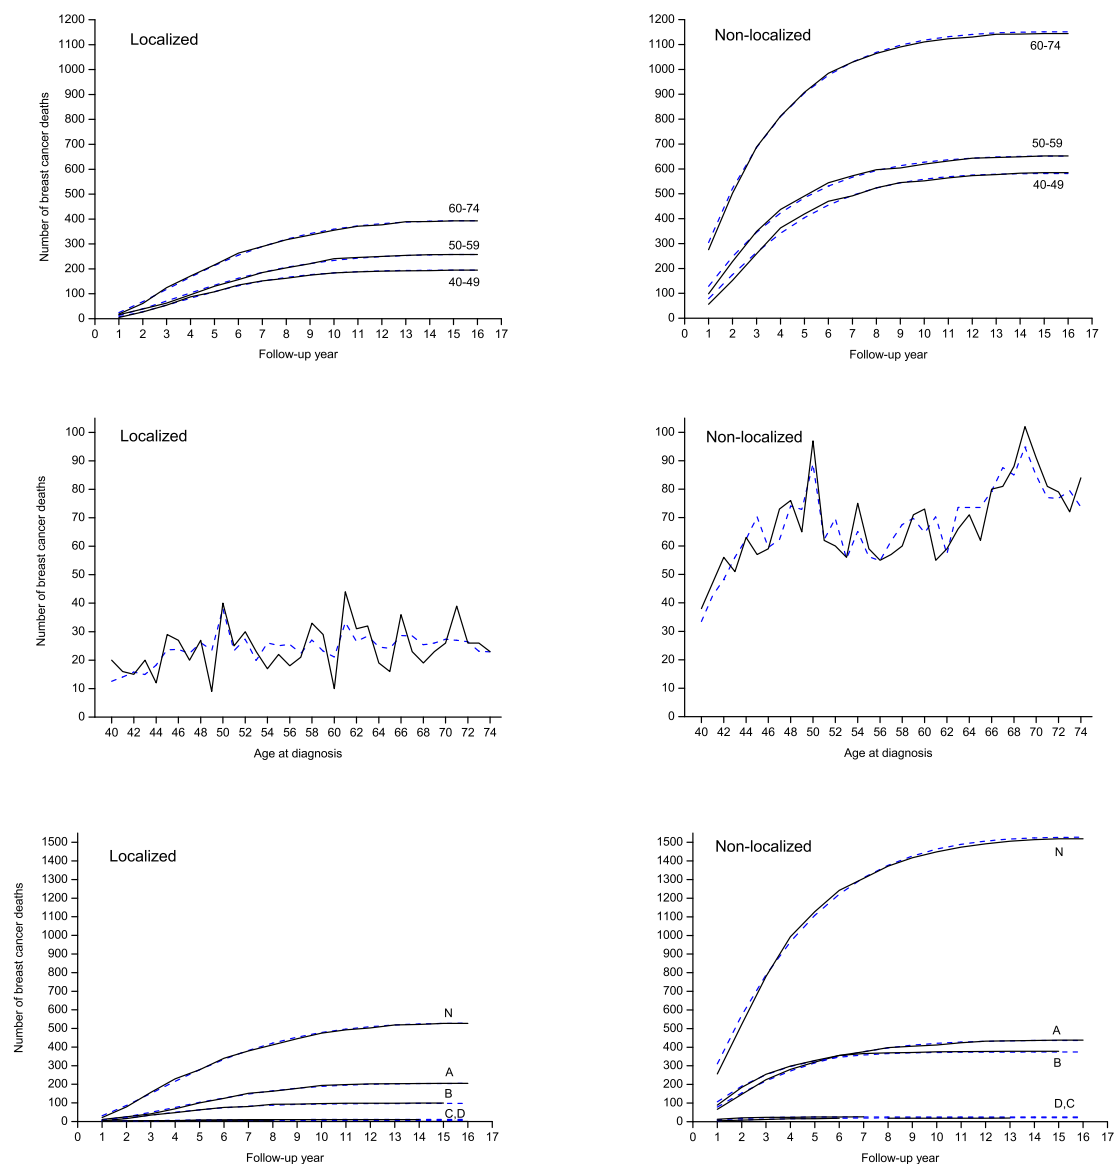 Localized
Number of breast cancer deaths
1200
1100
1000
900
800
700
600
500
400
300
200
100
0
60-74
50-59
40-49
0 1 2 3 4 5 6 7 8 9 10 11 12 13 14 15 16 17
Follow-up year
Non-localized
1200
1100
1000
900
800
700
600
500
400
300
200
100
0
60-74
50-59
40-49
0 1 2 3 4 5 6 7 8 9 10 11 12 13 14 15 16 17
Follow-up year
Localized
Number of breast cancer deaths
100
90
80
70
60
50
40
30
20
10
0
40 42 44 46 48 50 52 54 56 58 60 62 64 66 68 70 72 74
Age at diagnosis
Non-localized
100
90
80
70
60
50
40
30
20
10
0
40 42 44 46 48 50 52 54 56 58 60 62 64 66 68 70 72 74
Age at diagnosis
Localized
Number of breast cancer deaths
1500
1400
1300
1200
1100
1000
900
800
700
600
500
400
300
200
100
0
N
A
B
C,D
0 1 2 3 4 5 6 7 8 9 10 11 12 13 14 15 16 17
Follow-up year
Non-localized
1500
1400
1300
1200
1100
1000
900
800
700
600
500
400
300
200
100
0
N
A
B
D,C
0 1 2 3 4 5 6 7 8 9 10 11 12 13 14 15 16 17
Follow-up year